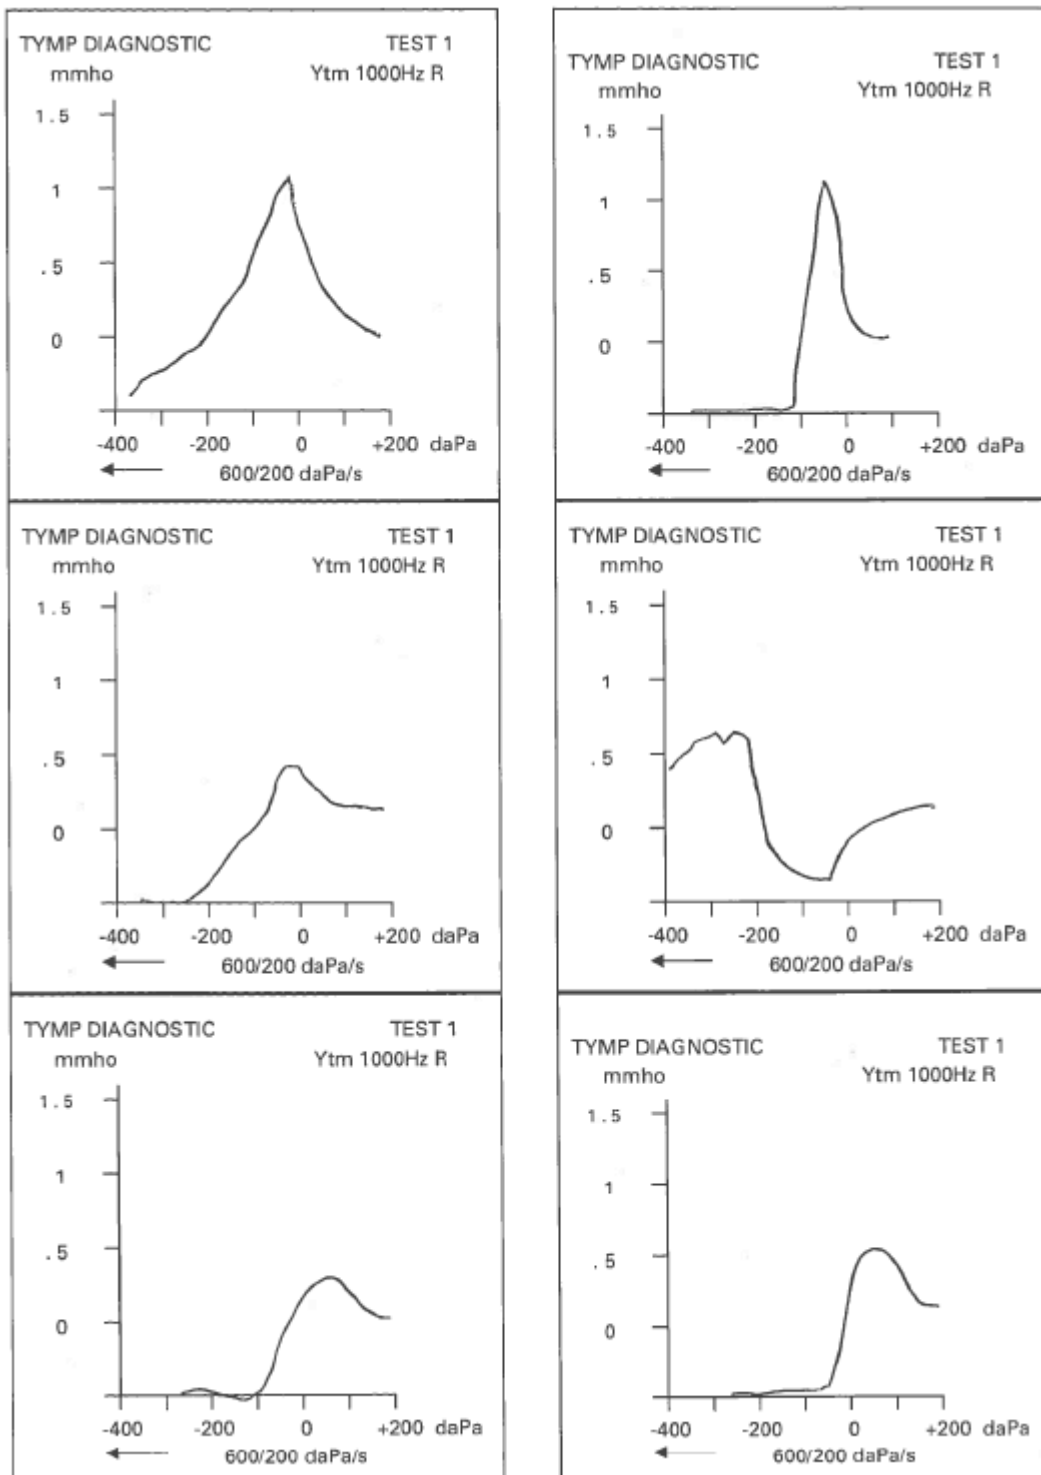 TYMP DIAGNOSTIC TEST 1
mmho Ytm 1000Hz R
1.5
1
.5
0
-400 -200 0 +200 daPa
600/200 daPa/s
TYMP DIAGNOSTIC TEST 1
mmho Ytm 1000Hz R
1.5
1
.5
0
-400 -200 0 +200 daPa
600/200 daPa/s
TYMP DIAGNOSTIC TEST 1
mmho Ytm 1000Hz R
1.5
1
.5
0
-400 -200 0 +200 daPa
600/200 daPa/s
TYMP DIAGNOSTIC TEST 1
mmho Ytm 1000Hz R
1.5
1
.5
0
-400 -200 0 +200 daPa
600/200 daPa/s
TYMP DIAGNOSTIC TEST 1
mmho Ytm 1000Hz R
1.5
1
.5
0
-400 -200 0 +200 daPa
600/200 daPa/s
TYMP DIAGNOSTIC TEST 1
mmho Ytm 1000Hz R
1.5
1
.5
0
-400 -200 0 +200 daPa
600/200 daPa/s